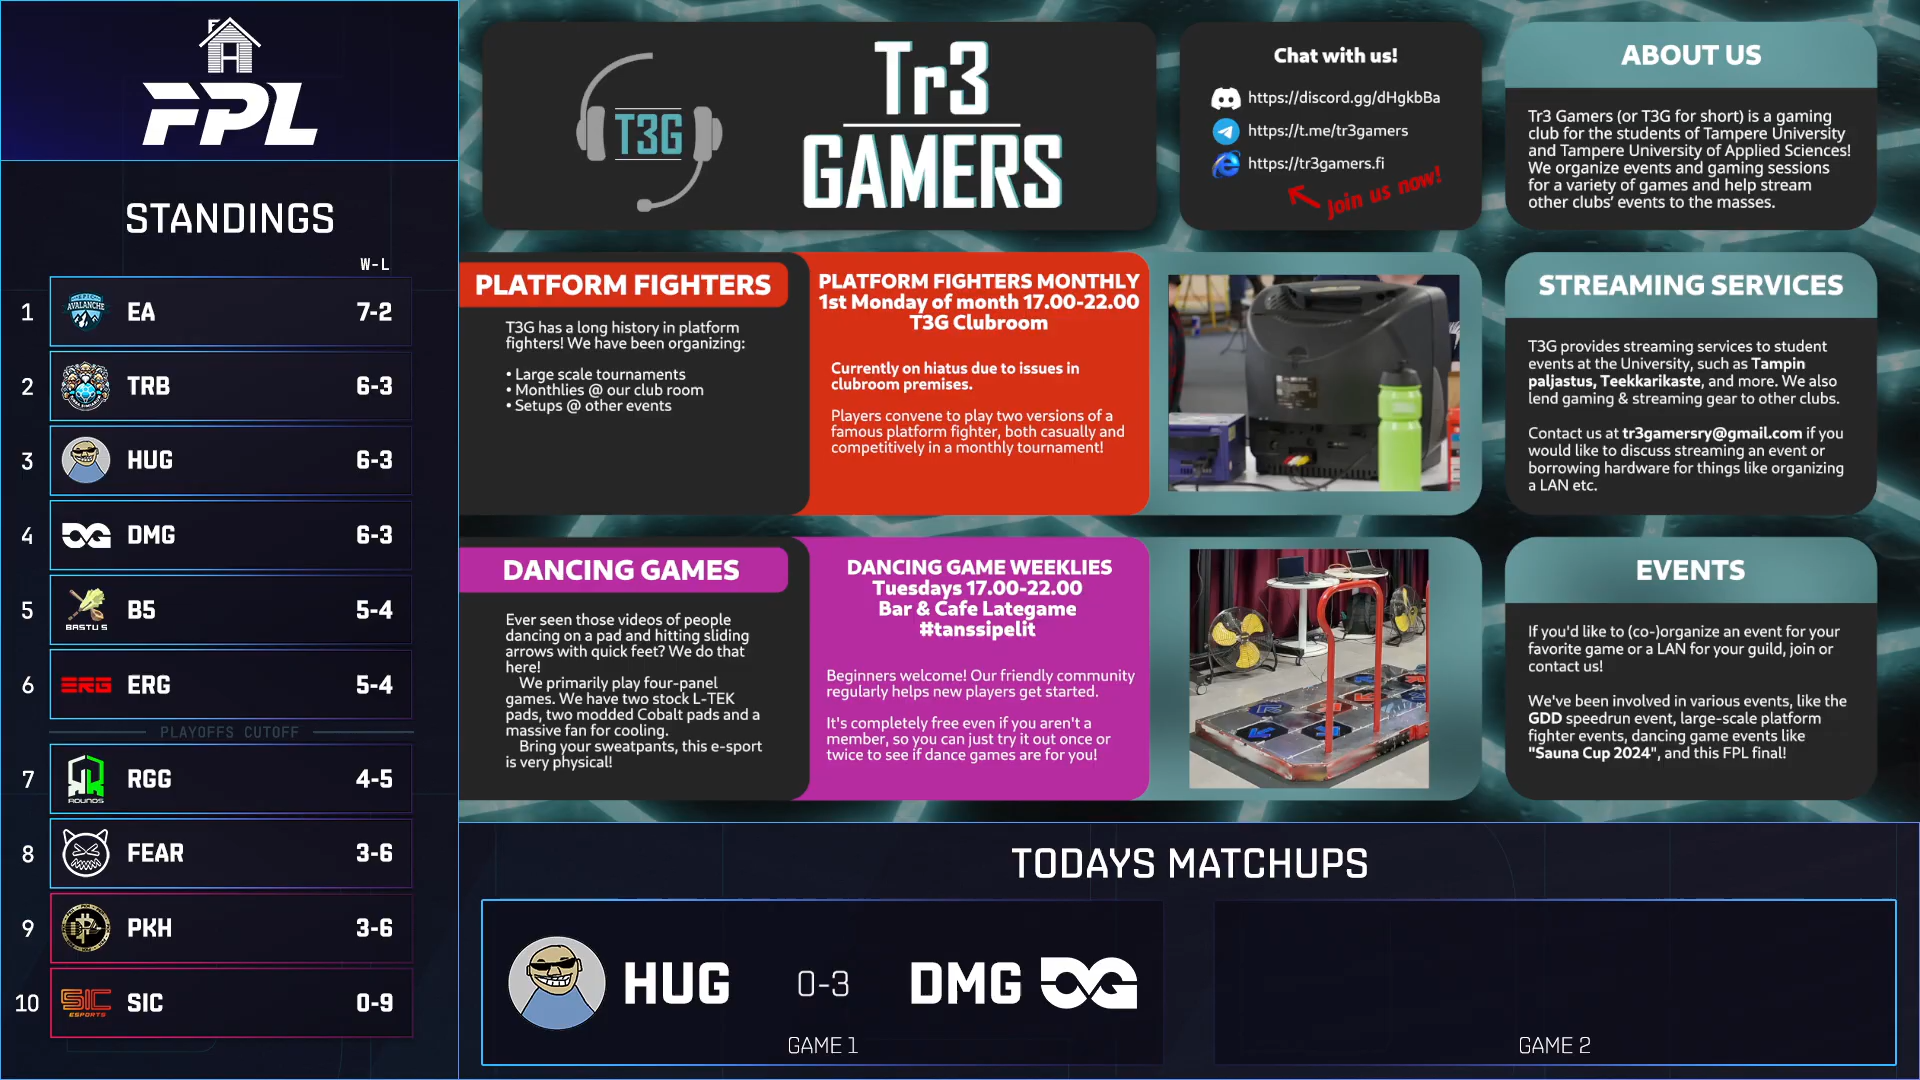 FPL
STANDINGS
W-L
1 EA 7-2
2 TRB 6-3
3 HUG 6-3
4 DMG 6-3
5 B5 5-4
BASTU 5
6 ERG ERG 5-4
PLAYOFFS CUTOFF
7 RGG 4-5
ROUNDS
8 FEAR 3-6
9 PKH 3-6
10 SIC SIC 0-9
ESPORTS
AVALANCHE
T3G
Tr3
GAMERS
Chat with us!
https://discord.gg/dHgkbBa
https://t.me/tr3gamers
https://tr3gamers.fi
join us now!
ABOUT US
Tr3 Gamers (or T3G for short) is a gaming
club for the students of Tampere University
and Tampere University of Applied Sciences!
We organize events and gaming sessions
for a variety of games and help stream
other clubs' events to the masses.
PLATFORM FIGHTERS
T3G has a long history in platform
fighters! We have been organizing:
• Large scale tournaments
• Monthlies @ our club room
• Setups @ other events
PLATFORM FIGHTERS MONTHLY
1st Monday of month 17.00-22.00
T3G Clubroom
Currently on hiatus due to issues in
clubroom premises.
Players convene to play two versions of a
famous platform fighter, both casually and
competitively in a monthly tournament!
STREAMING SERVICES
T3G provides streaming services to student
events at the University, such as Tampin
paljastus, Teekkarikaste, and more. We also
lend gaming & streaming gear to other clubs.
Contact us at tr3gamersry@gmail.com if you
would like to discuss streaming an event or
borrowing hardware for things like organizing
a LAN etc.
DANCING GAMES
Ever seen those videos of people
dancing on a pad and hitting sliding
arrows with quick feet? We do that
here!
We primarily play four-panel
games. We have two stock L-TEK
pads, two modded Cobalt pads and a
massive fan for cooling.
Bring your sweatpants, this e-sport
is very physical!
DANCING GAME WEEKLIES
Tuesdays 17.00-22.00
Bar & Cafe Lategame
#tanssipelit
Beginners welcome! Our friendly community
regularly helps new players get started.
It's completely free even if you aren't a
member, so you can just try it out once or
twice to see if dance games are for you!
EVENTS
If you'd like to (co-)organize an event for your
favorite game or a LAN for your guild, join or
contact us!
We've been involved in various events, like the
GDD speedrun event, large-scale platform
fighter events, dancing game events like
"Sauna Cup 2024", and this FPL final!
TODAYS MATCHUPS
HUG 0-3 DMG
GAME 1
GAME 2